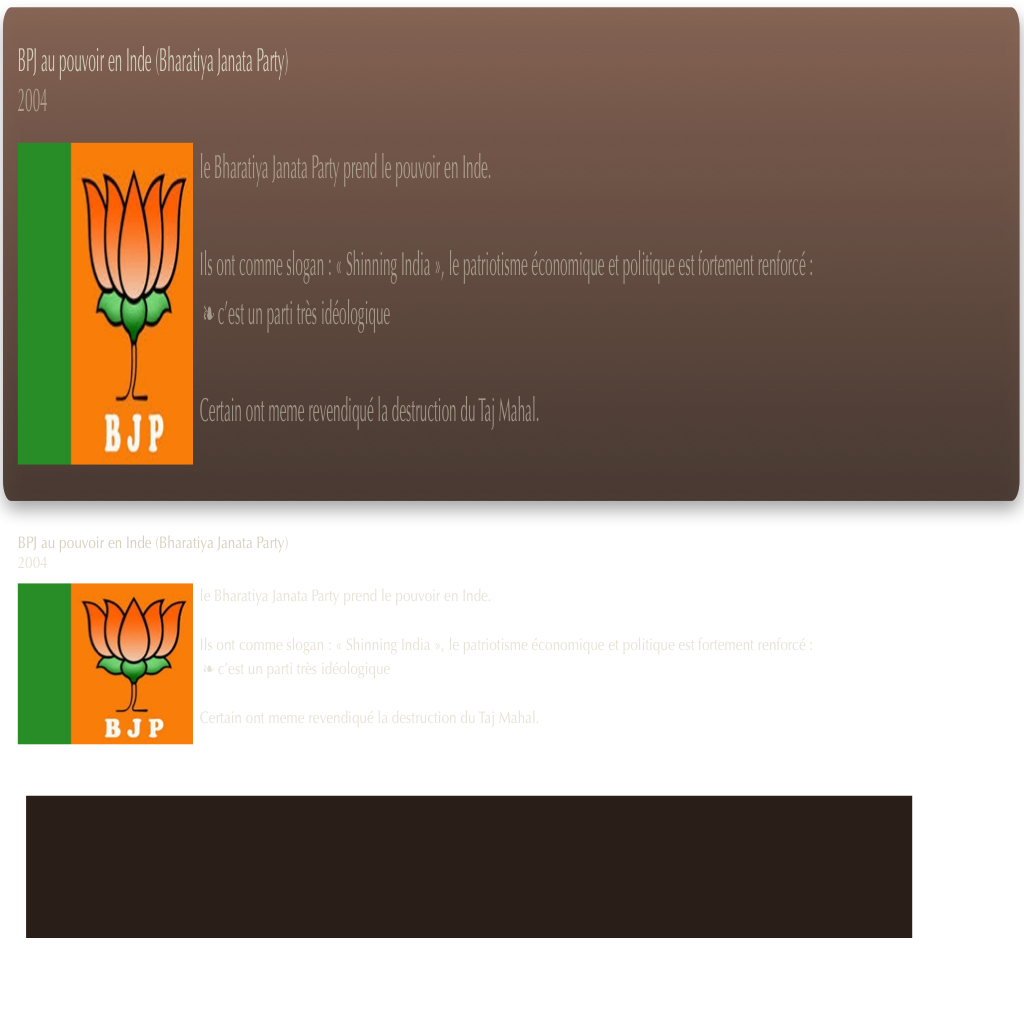 BPJ au pouvoir en Inde (Bharatiya Janata Party)
2004
le Bharatiya Janata Party prend le pouvoir en Inde.
Ils ont comme slogan : « Shinning India », le patriotisme économique et politique est fortement renforcé :
❧ c’est un parti très idéologique
Certain ont meme revendiqué la destruction du Taj Mahal.
BJP
BPJ au pouvoir en Inde (Bharatiya Janata Party)
2004
le Bharatiya Janata Party prend le pouvoir en Inde.
Ils ont comme slogan : « Shinning India », le patriotisme économique et politique est fortement renforcé :
❧ c’est un parti très idéologique
Certain ont meme revendiqué la destruction du Taj Mahal.
BJP